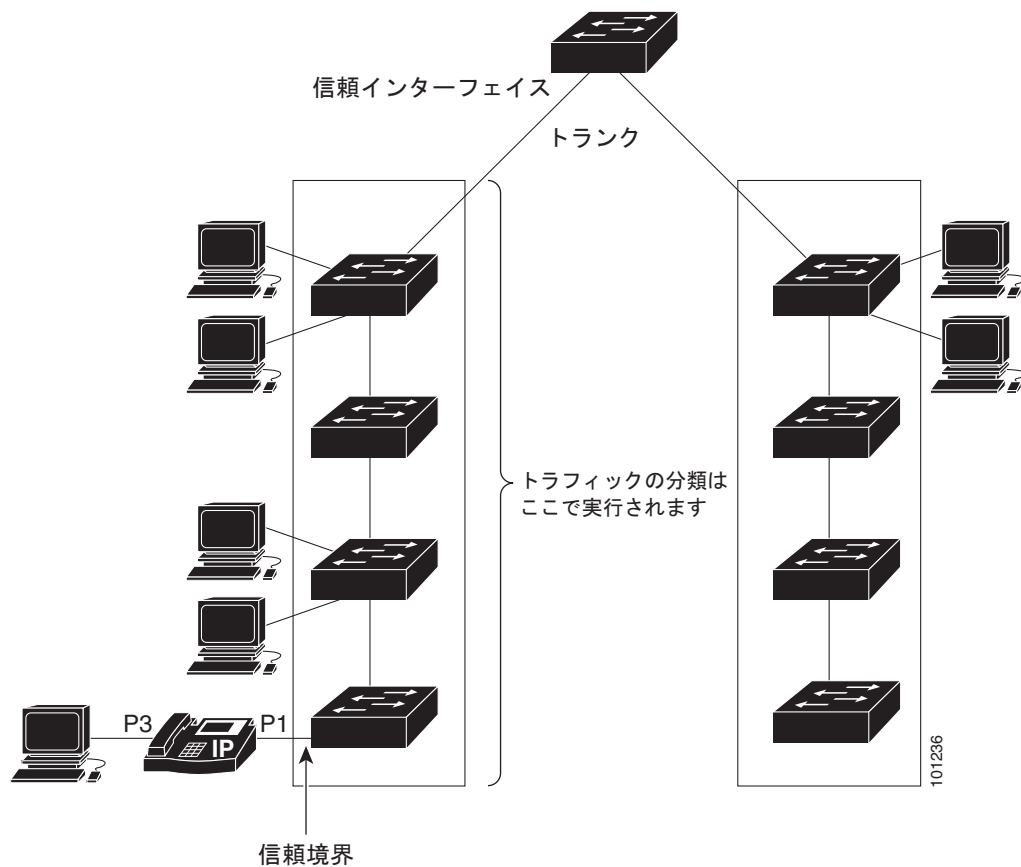 信頼インターフェイス
トランク
トラフィックの分類は
ここで実行されます
P3
IP
P1
101236
信頼境界